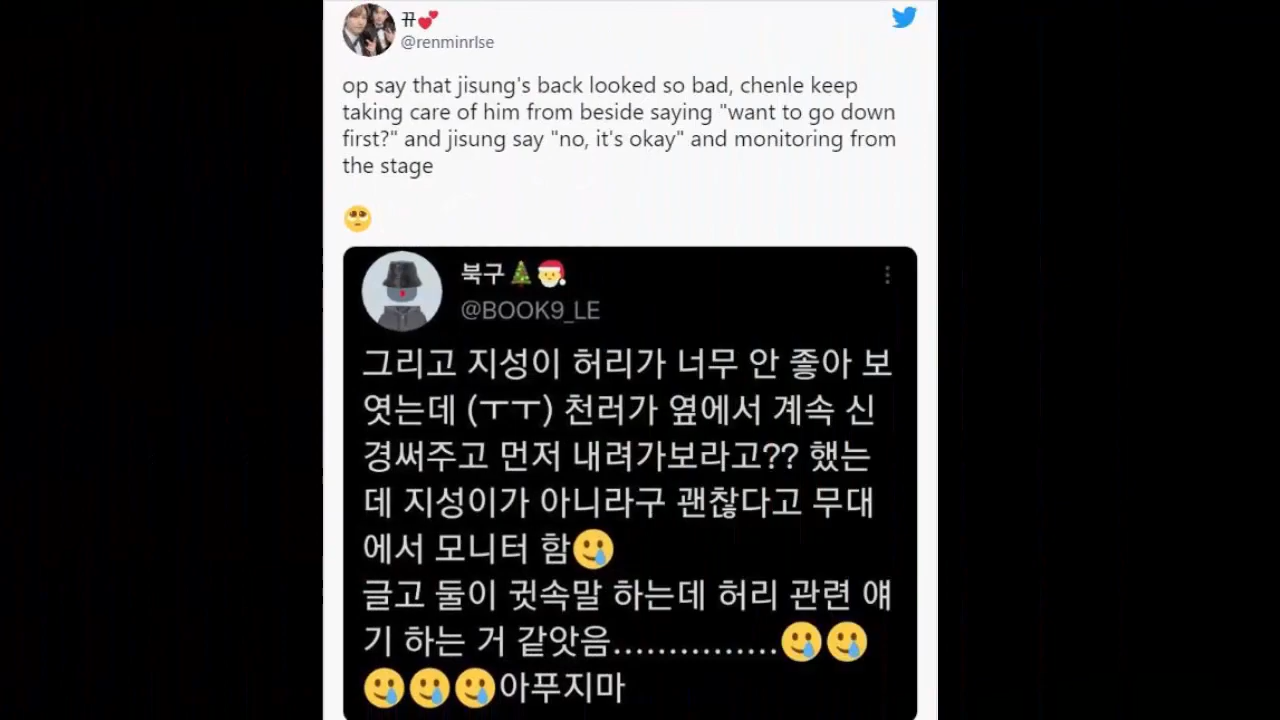 뀨💕
@renminrlse
op say that jisung's back looked so bad, chenle keep
taking care of him from beside saying "want to go down
first?" and jisung say "no, it's okay" and monitoring from
the stage
🥺
북구🎄🎅
@BOOK9_LE
그리고 지성이 허리가 너무 안 좋아 보
엿는데 (ㅜㅜ) 천러가 옆에서 계속 신
경써주고 먼저 내려가보라고?? 했는
데 지성이가 아니라구 괜찮다고 무대
에서 모니터 함🥲
글고 둘이 귓속말 하는데 허리 관련 얘
기 하는 거 같앗음...............🥲🥲
🥲🥲🥲아푸지마